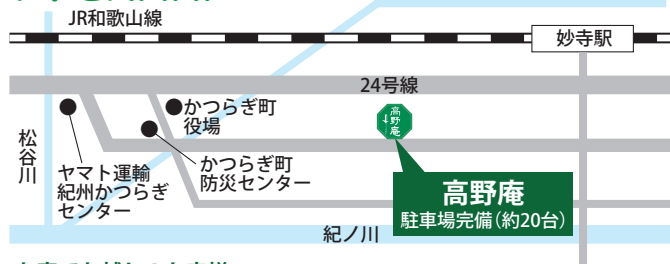 JR和歌山線
妙寺駅
24号線
高野庵
かつらぎ町
役場
松谷川
かつらぎ町
防災センター
ヤマト運輸
紀州かつらぎ
センター
高野庵
駐車場完備（約20台）
紀ノ川